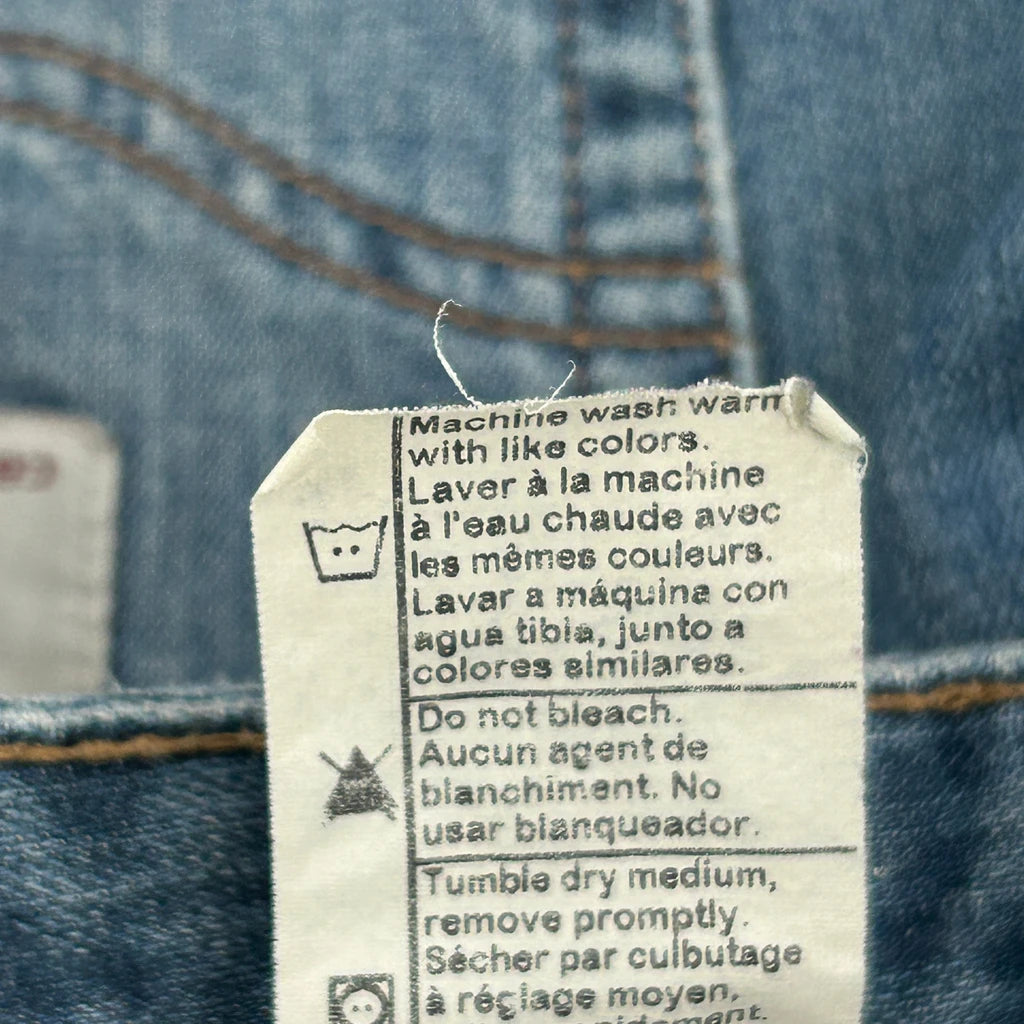 Machine wash warm
with like colors.
Laver à la machine
à l'eau chaude avec
les mêmes couleurs.
Lavar a máquina con
agua tibia, junto a
colores similares.
Do not bleach.
Aucun agent de
blanchiment. No
usar blanqueador.
Tumble dry medium,
remove promptly.
Sécher par culbutage
à réglage moyen,